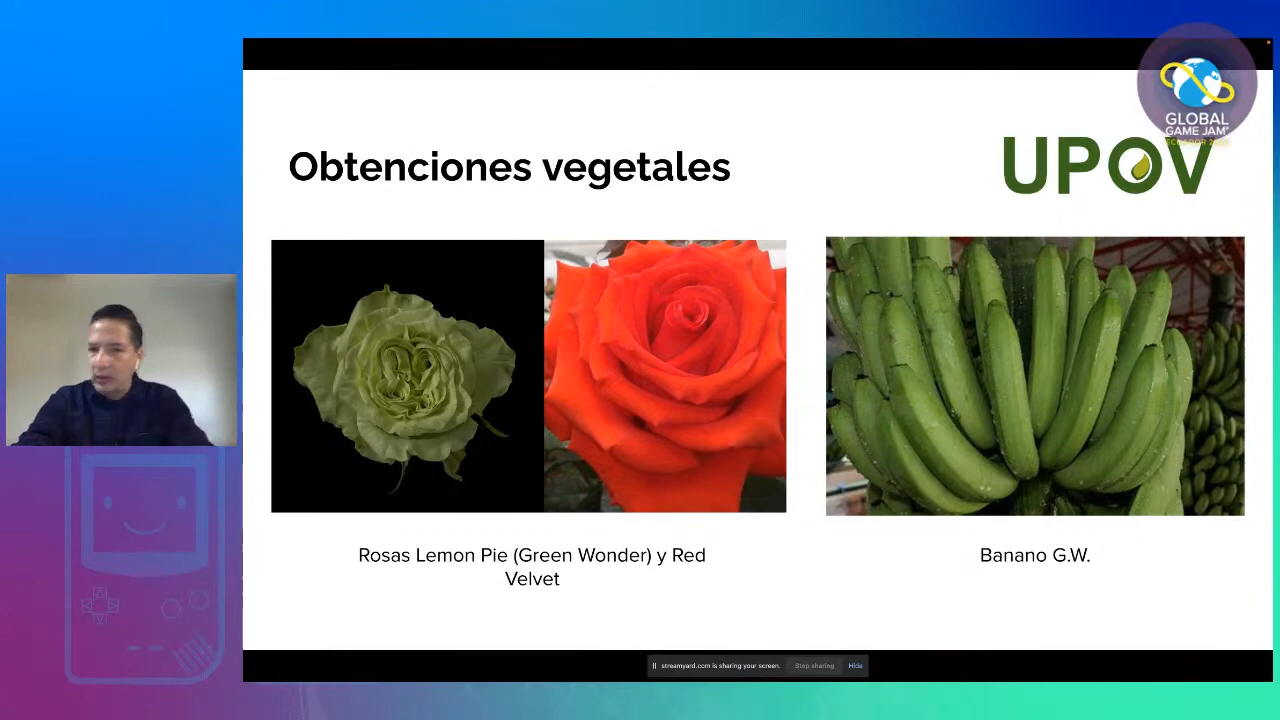 GLOBAL
GAME JAM
Obtenciones vegetales
UPOV
Rosas Lemon Pie (Green Wonder) y Red
Velvet
Banano G.W.
streamyard.com is sharing your screen.
Stop sharing
Hide